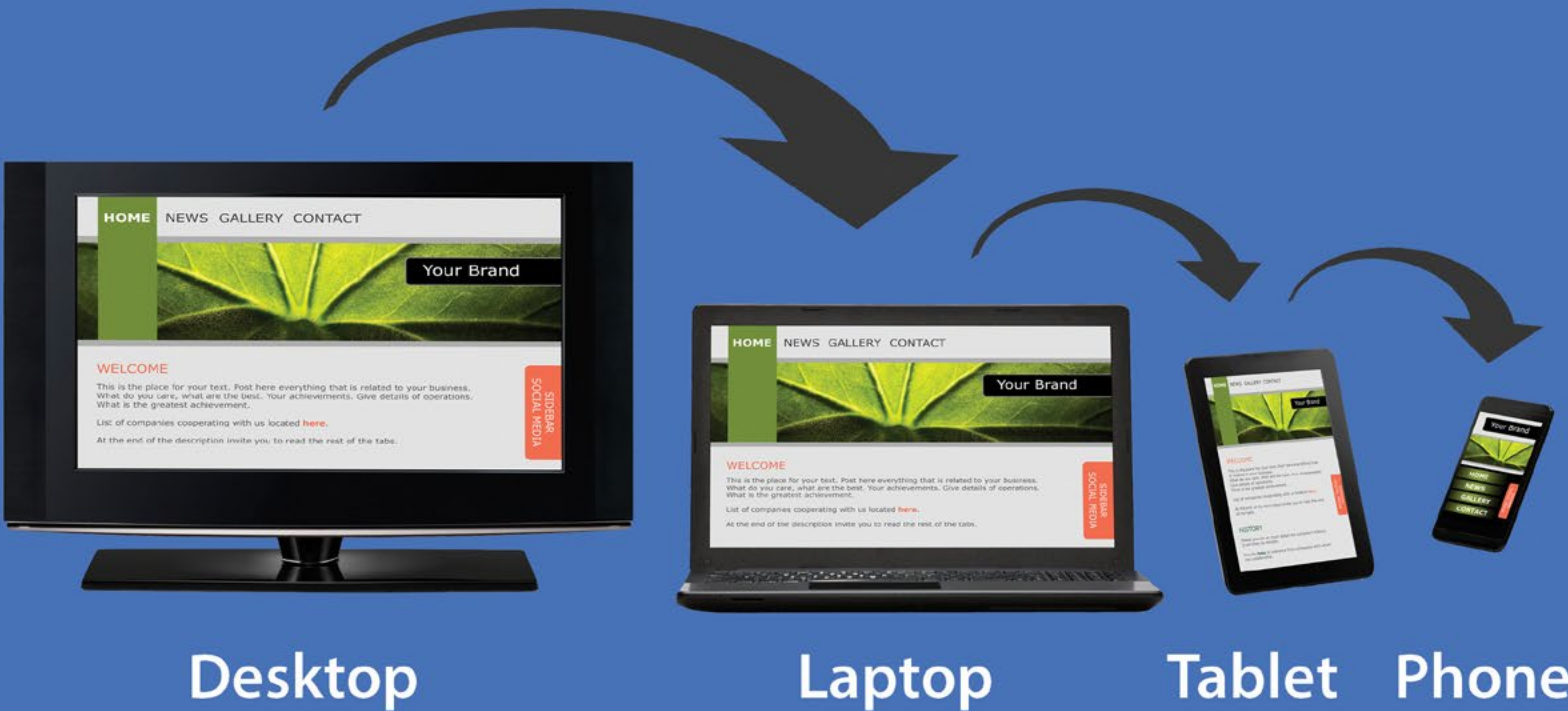 HOME NEWS GALLERY CONTACT
Your Brand
WELCOME
This is the place for your text. Post here everything that is related to your business.
What do you care, what are the best. Your achievements. Give details of operations.
What is the greatest achievement.
List of companies cooperating with us located here.
At the end of the description invite you to read the rest of the tabs.
SIDEBAR
SOCIAL MEDIA
HOME NEWS GALLERY CONTACT
Your Brand
WELCOME
This is the place for your text. Post here everything that is related to your business.
What do you care, what are the best. Your achievements. Give details of operations.
What is the greatest achievement.
List of companies cooperating with us located here.
At the end of the description invite you to read the rest of the tabs.
SIDEBAR
SOCIAL MEDIA
HOME NEWS GALLERY CONTACT
Your Brand
WELCOME
HISTORY
Your Brand
HOME
NEWS
GALLERY
CONTACT
Desktop
Laptop
Tablet
Phone